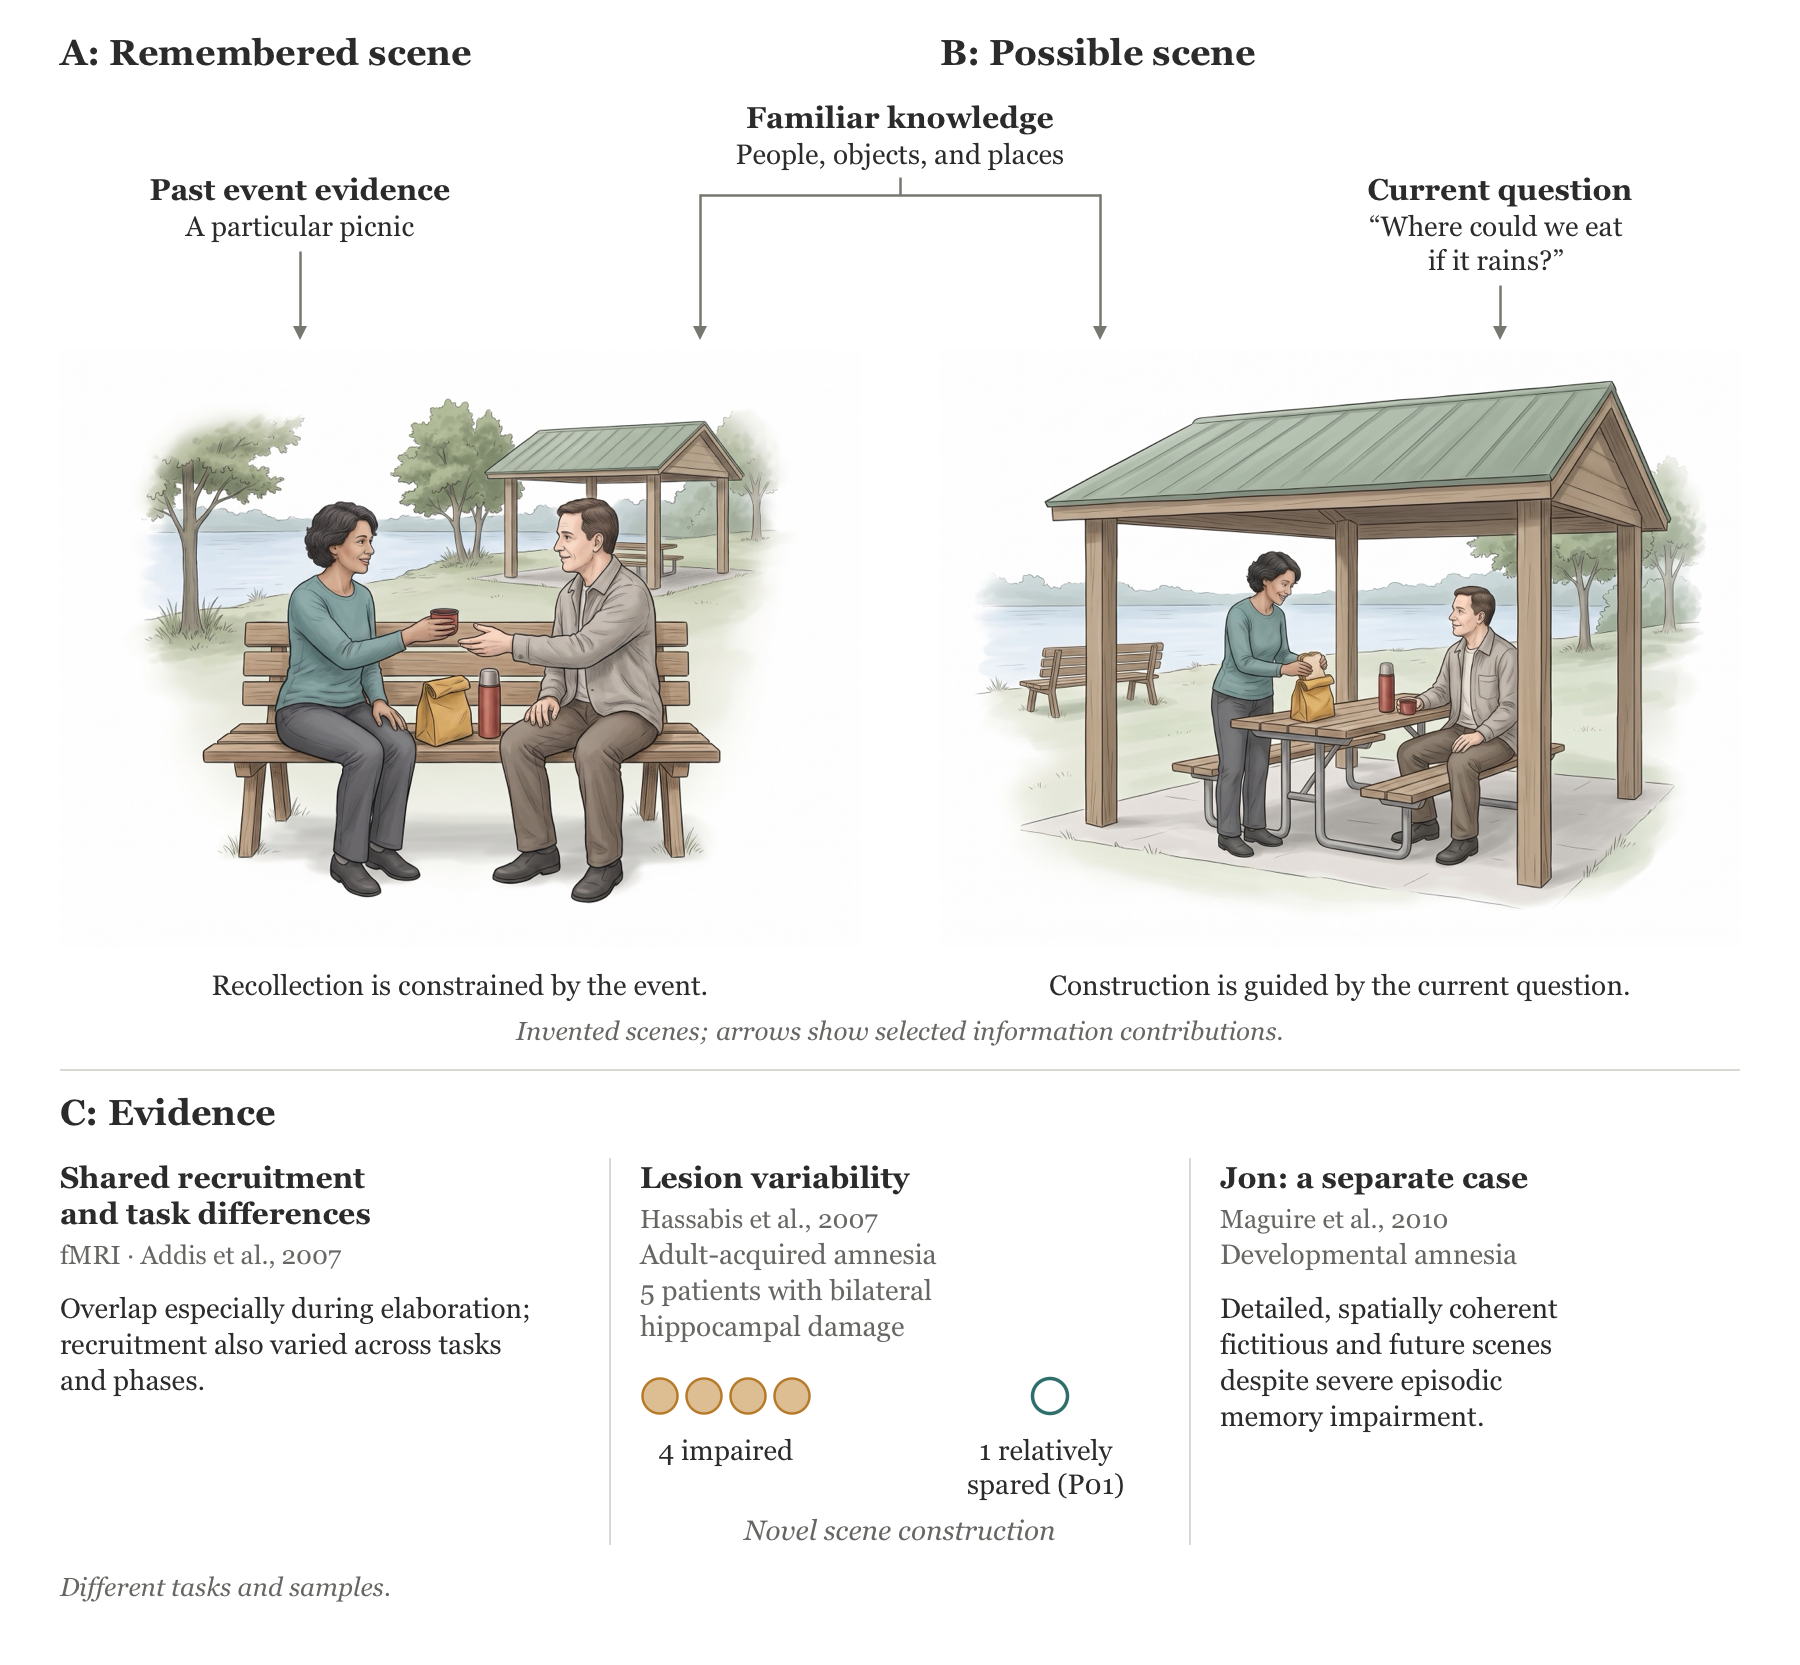 A: Remembered scene
B: Possible scene
Familiar knowledge
People, objects, and places
Past event evidence
A particular picnic
Current question
“Where could we eat
if it rains?”
Recollection is constrained by the event.
Construction is guided by the current question.
Invented scenes; arrows show selected information contributions.
C: Evidence
Shared recruitment
and task differences
fMRI · Addis et al., 2007
Overlap especially during elaboration;
recruitment also varied across tasks
and phases.
Lesion variability
Hassabis et al., 2007
Adult-acquired amnesia
5 patients with bilateral
hippocampal damage
4 impaired
1 relatively
spared (P01)
Novel scene construction
Jon: a separate case
Maguire et al., 2010
Developmental amnesia
Detailed, spatially coherent
fictitious and future scenes
despite severe episodic
memory impairment.
Different tasks and samples.